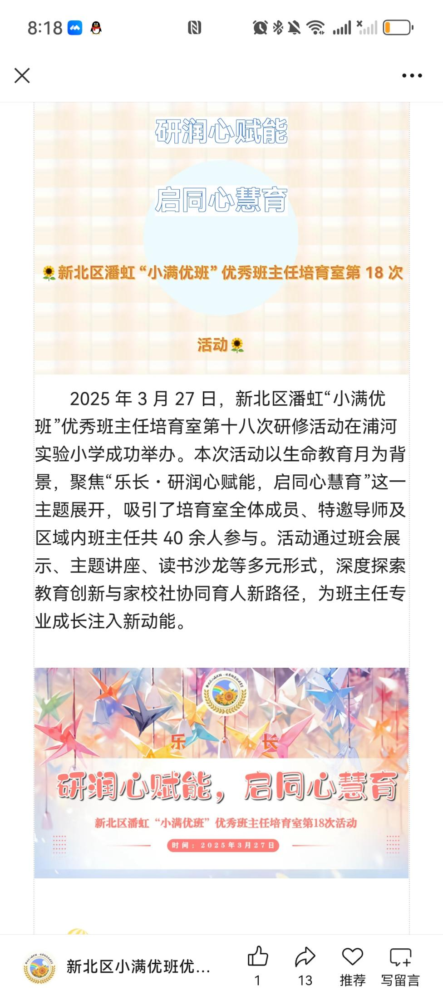 8:18
研润心赋能
启同心慧育
🌻新北区潘虹“小满优班”优秀班主任培育室第 18 次
活动🌻
2025 年 3 月 27 日，新北区潘虹“小满优
班”优秀班主任培育室第十八次研修活动在浦河
实验小学成功举办。本次活动以生命教育月为背
景，聚焦“乐长·研润心赋能，启同心慧育”这一
主题展开，吸引了培育室全体成员、特邀导师及
区域内班主任共 40 余人参与。活动通过班会展
示、主题讲座、读书沙龙等多元形式，深度探索
教育创新与家校社协同育人新路径，为班主任专
业成长注入新动能。
乐·长
研润心赋能，启同心慧育
新北区潘虹“小满优班”优秀班主任培育室第18次活动
时间：2025年3月27日
新北区小满优班优...
1
13
推荐
写留言